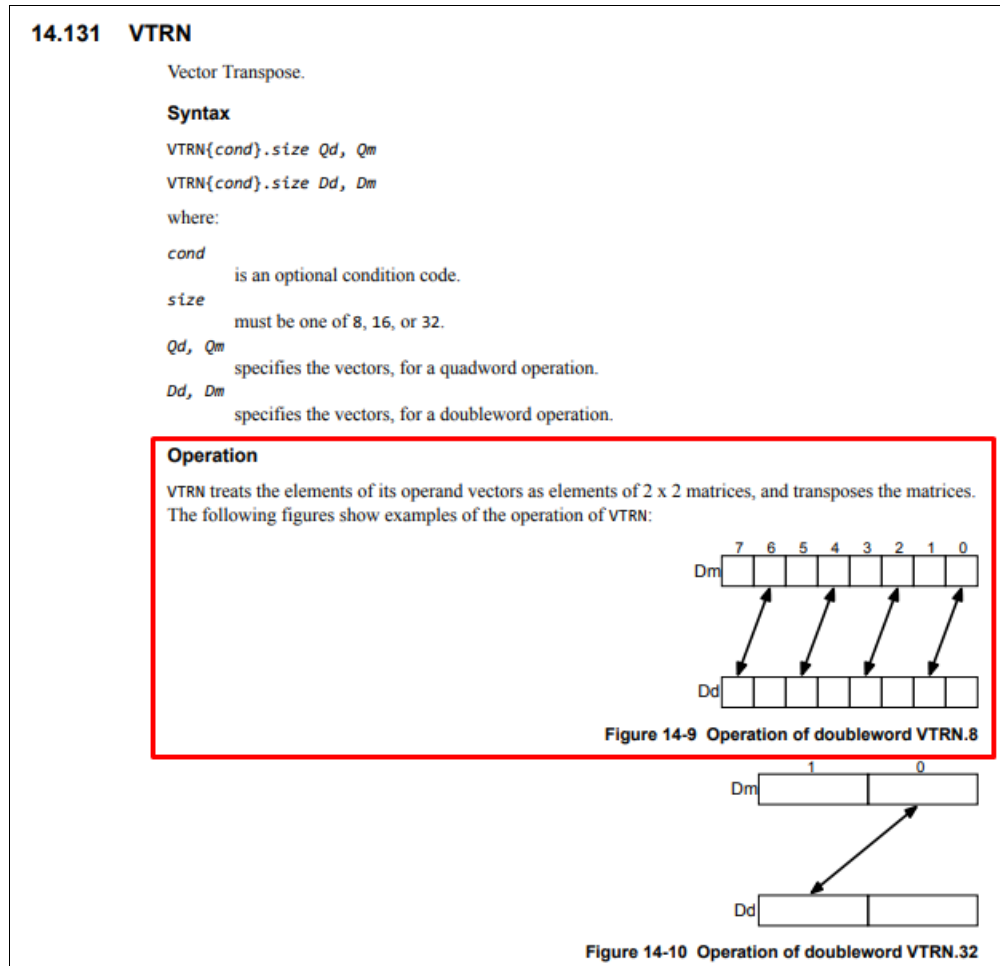 14.131 VTRN
Vector Transpose.
Syntax
VTRN{cond}.size Qd, Qm
VTRN{cond}.size Dd, Dm
where:
cond
is an optional condition code.
size
must be one of 8, 16, or 32.
Qd, Qm
specifies the vectors, for a quadword operation.
Dd, Dm
specifies the vectors, for a doubleword operation.
Operation
VTRN treats the elements of its operand vectors as elements of 2 x 2 matrices, and transposes the matrices.
The following figures show examples of the operation of VTRN:
7 6 5 4 3 2 1 0
Dm
Dd
Figure 14-9 Operation of doubleword VTRN.8
1 0
Dm
Dd
Figure 14-10 Operation of doubleword VTRN.32